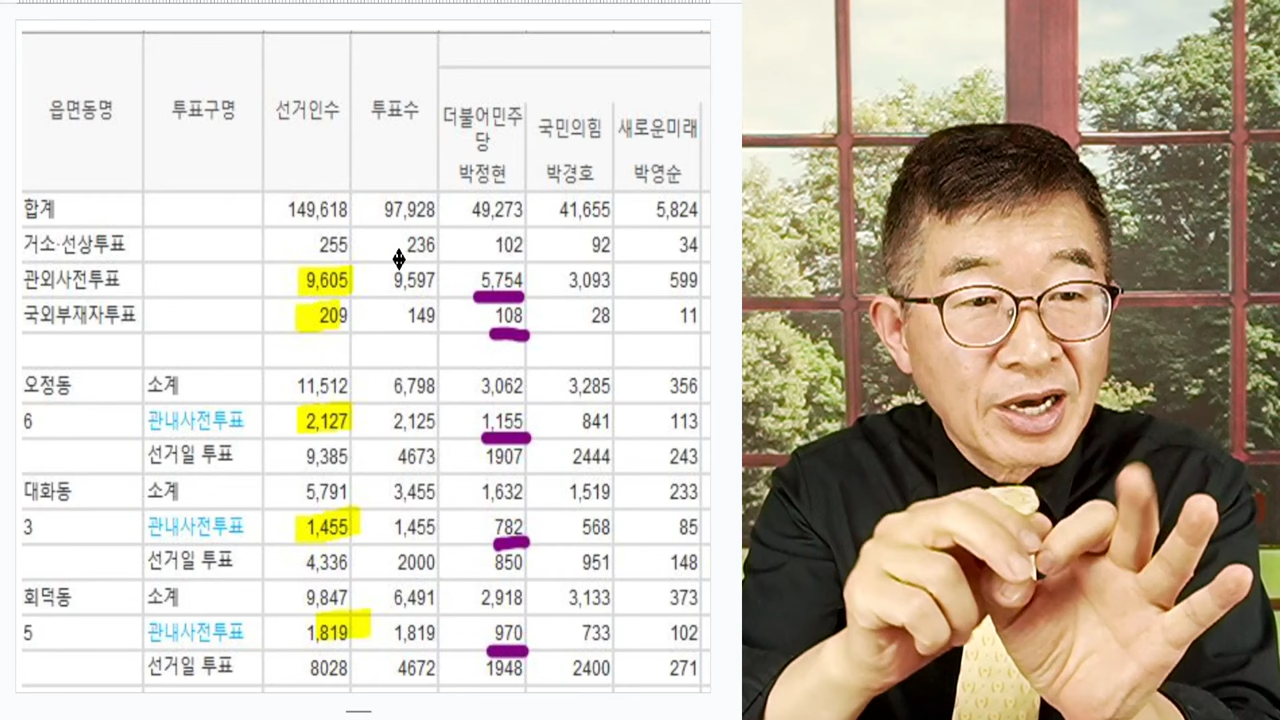 읍면동명 투표구명 선거인수 투표수 더불어민주당 박정현 국민의힘 박경호 새로운미래 박영순
합계 149,618 97,928 49,273 41,655 5,824
거소·선상투표 255 236 102 92 34
관외사전투표 9,605 9,597 5,754 3,093 599
국외부재자투표 209 149 108 28 11
오정동 소계 11,512 6,798 3,062 3,285 356
6 관내사전투표 2,127 2,125 1,155 841 113
선거일 투표 9,385 4673 1907 2444 243
대화동 소계 5,791 3,455 1,632 1,519 233
3 관내사전투표 1,455 1,455 782 568 85
선거일 투표 4,336 2000 850 951 148
회덕동 소계 9,847 6,491 2,918 3,133 373
5 관내사전투표 1,819 1,819 970 733 102
선거일 투표 8028 4672 1948 2400 271